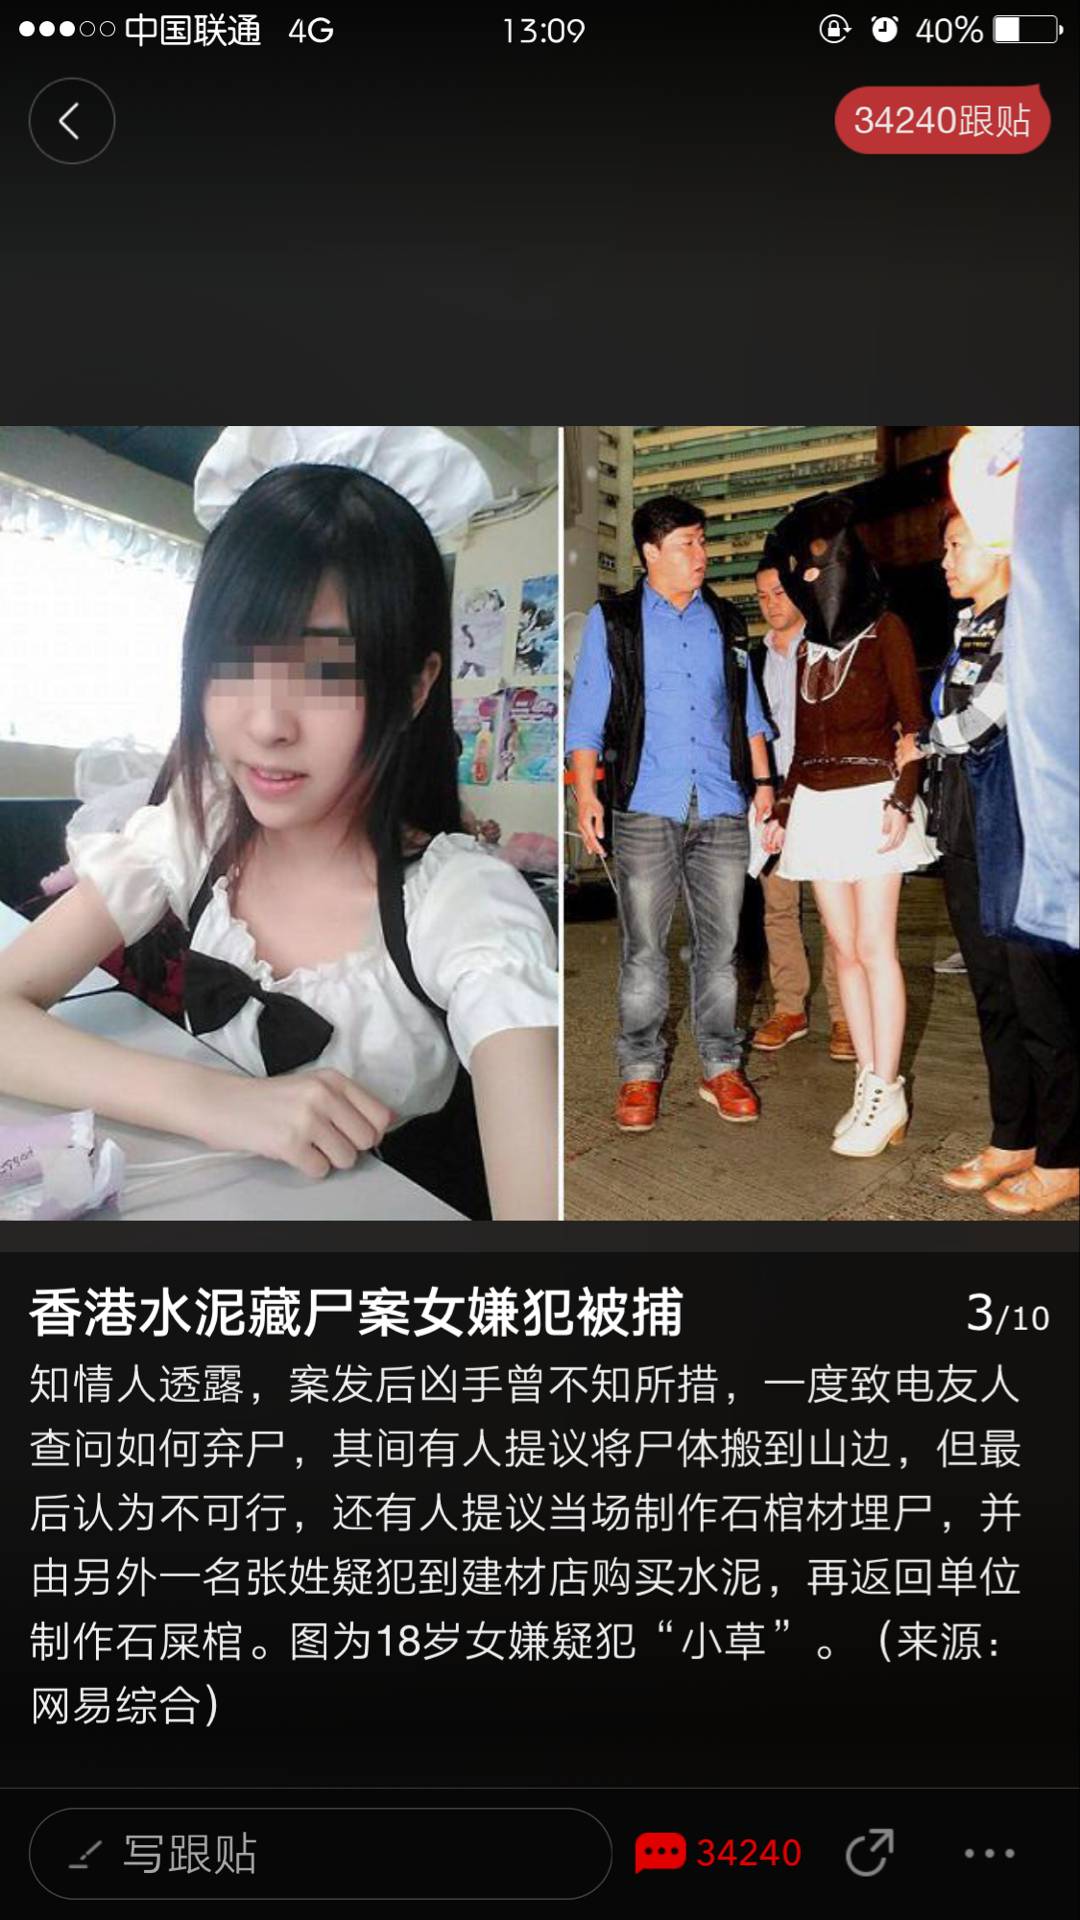 中国联通 4G 13:09 40%
34240跟贴
香港水泥藏尸案女嫌犯被捕 3/10
知情人透露，案发后凶手曾不知所措，一度致电友人
查问如何弃尸，其间有人提议将尸体搬到山边，但最
后认为不可行，还有人提议当场制作石棺材埋尸，并
由另外一名张姓疑犯到建材店购买水泥，再返回单位
制作石屎棺。图为18岁女嫌疑犯“小草”。（来源：
网易综合）
写跟贴 34240